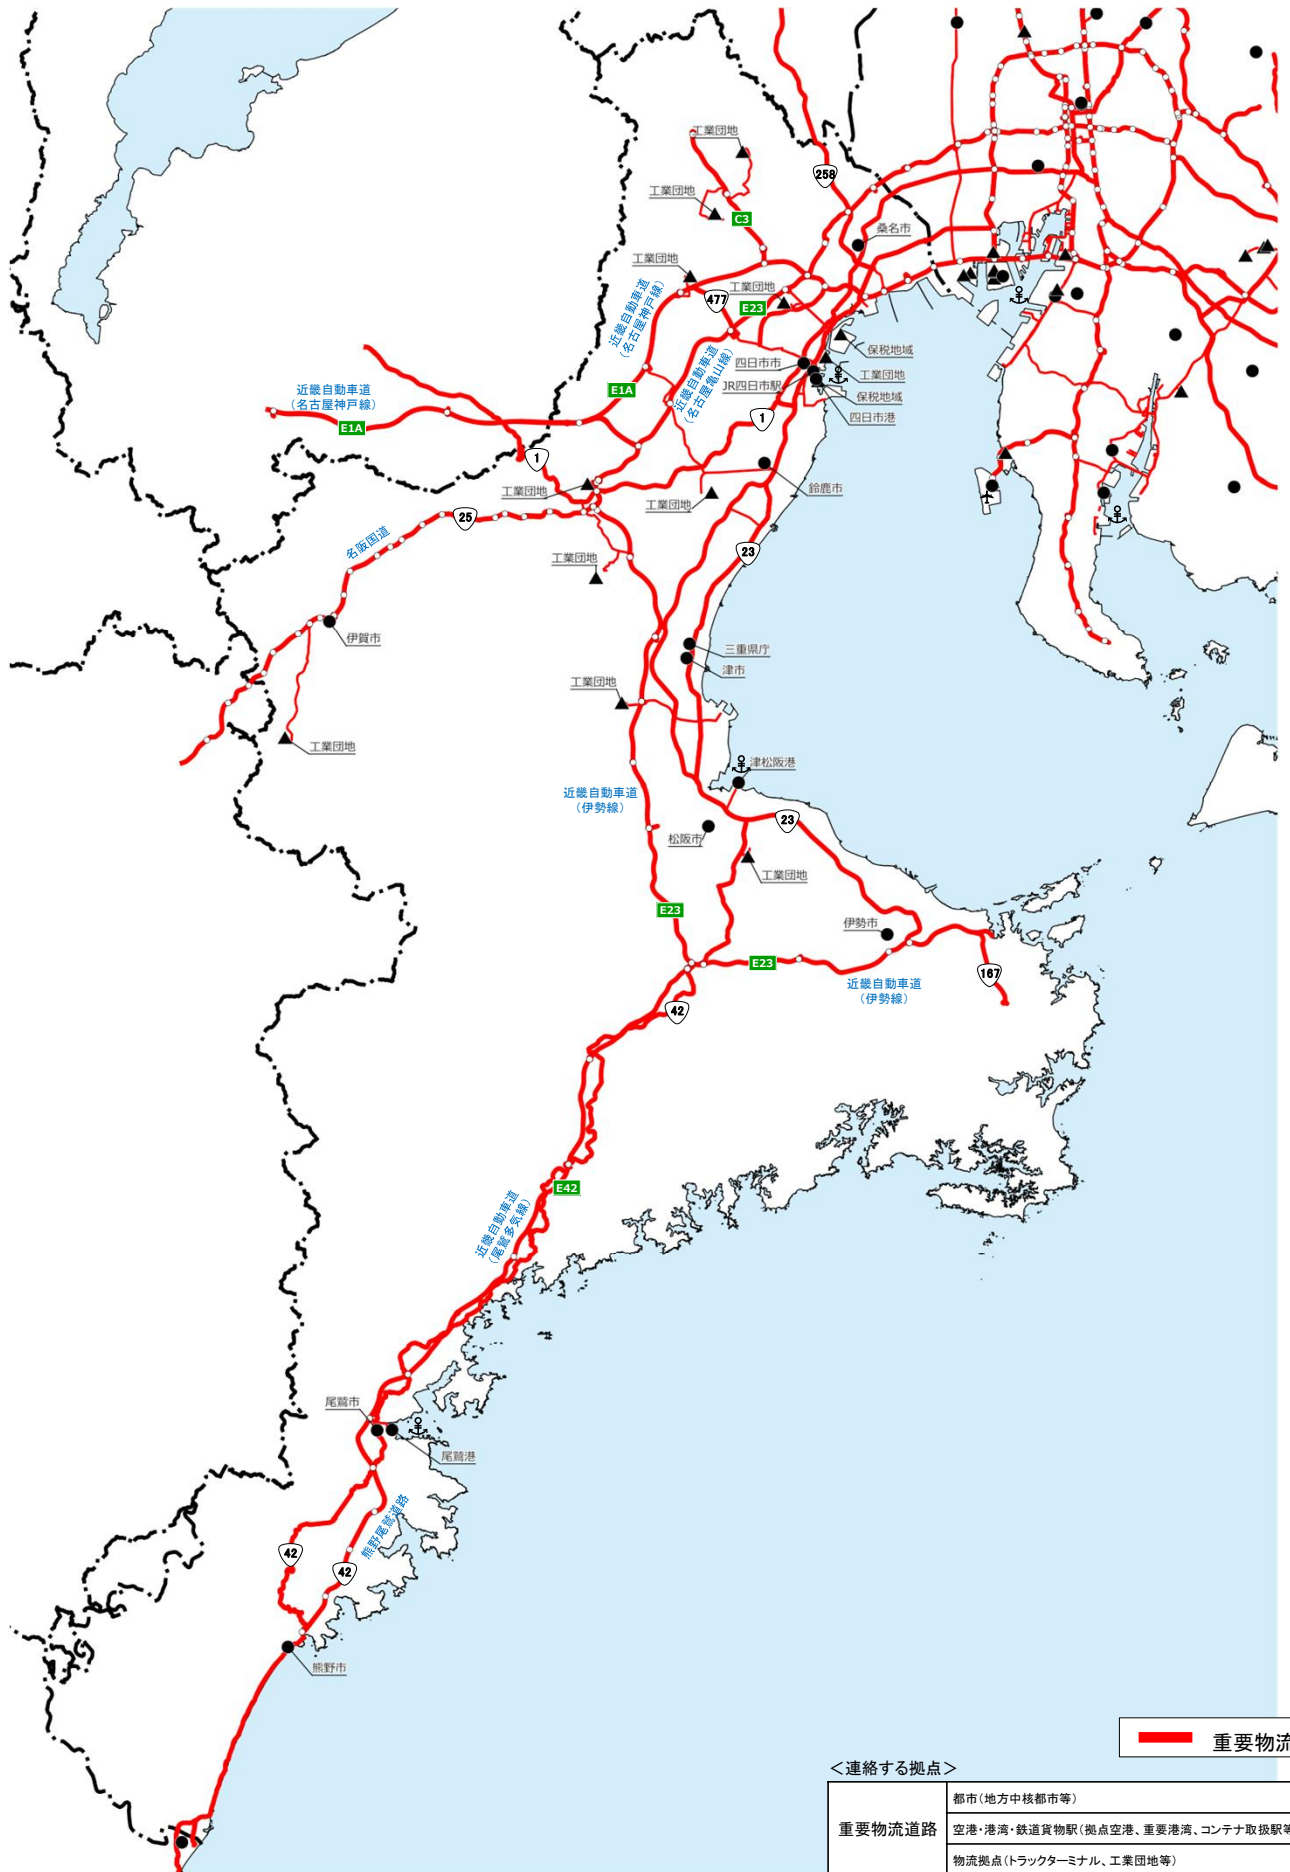 工業団地
258
工業団地
C3
桑名市
工業団地
477
工業団地
E23
近畿自動車道
(名古屋神戸線)
保税地域
四日市市
工業団地
JR四日市駅
保税地域
四日市港
近畿自動車道
(名古屋亀山線)
近畿自動車道
(名古屋神戸線)
E1A
E1A
1
1
鈴鹿市
工業団地
工業団地
25
名阪国道
23
工業団地
伊賀市
三重県庁
津市
工業団地
工業団地
津松阪港
近畿自動車道
(伊勢線)
23
松阪市
工業団地
E23
伊勢市
E23
167
近畿自動車道
(伊勢線)
42
E42
近畿自動車道
(尾鷲多気線)
尾鷲市
尾鷲港
熊野尾鷲道路
42
42
熊野市
重要物流
＜連絡する拠点＞
重要物流道路
都市(地方中核都市等)
空港・港湾・鉄道貨物駅(拠点空港、重要港湾、コンテナ取扱駅等
物流拠点(トラックターミナル、工業団地等)